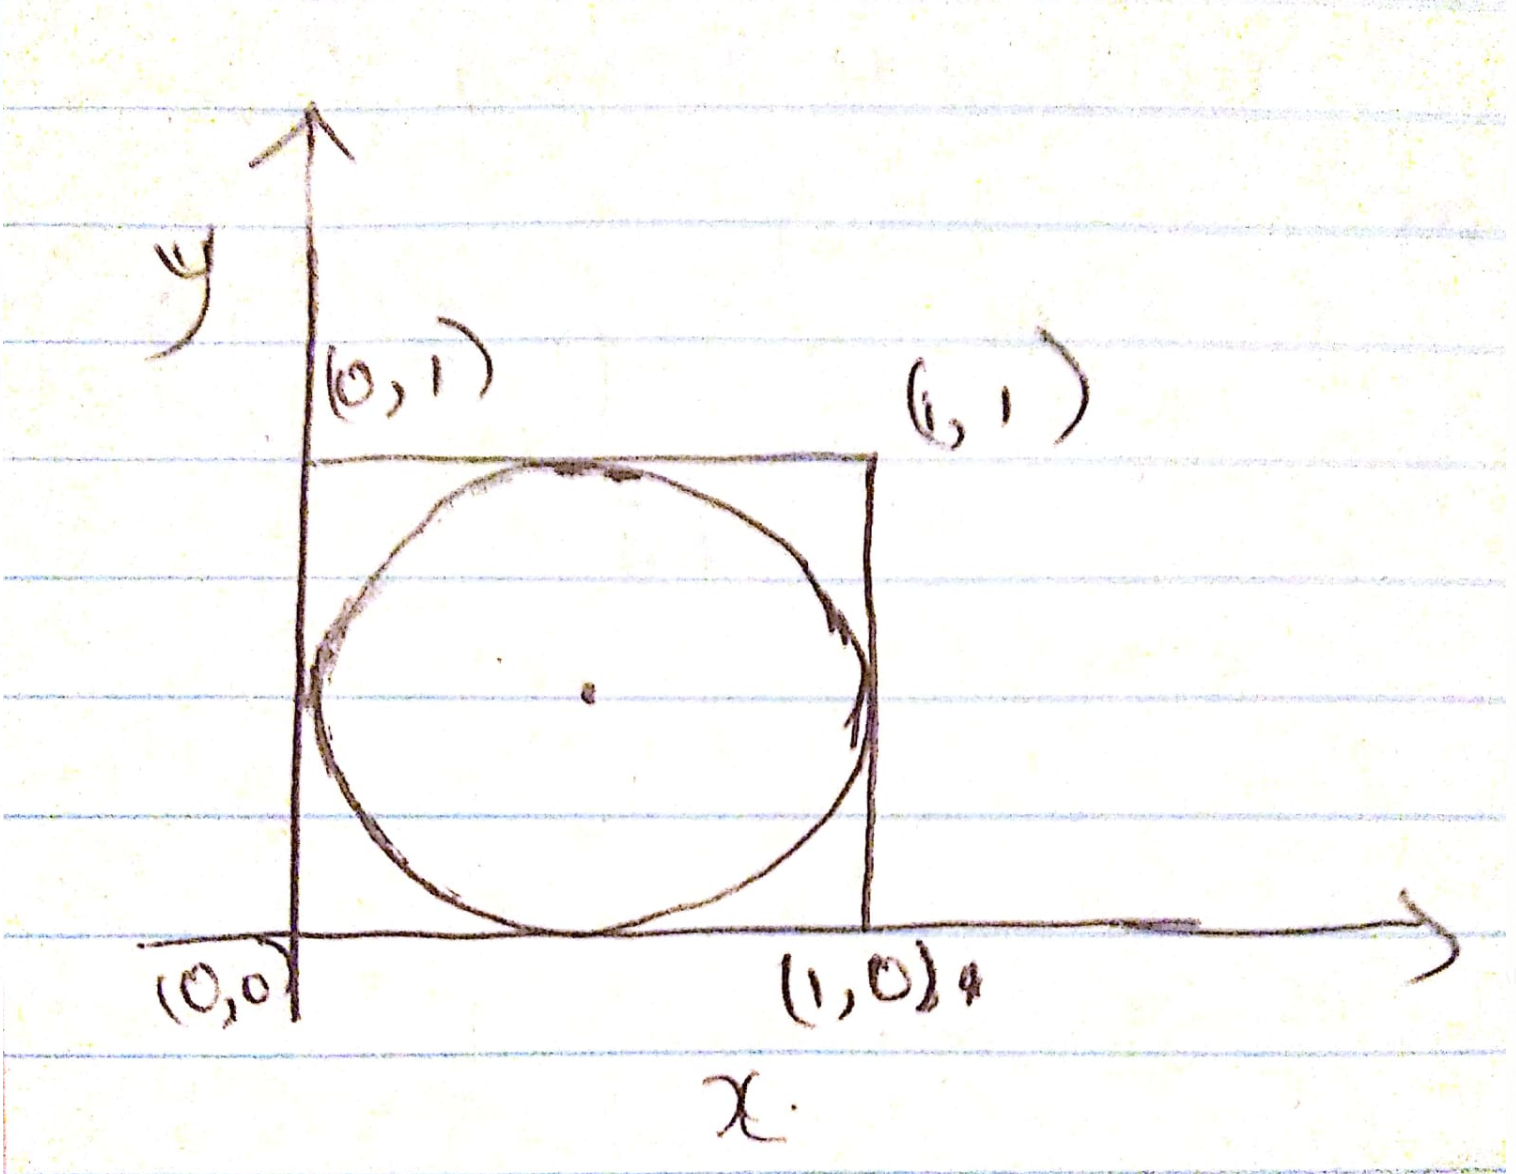 y
(0,1)
(1,1)
(0,0)
(1,0)
x